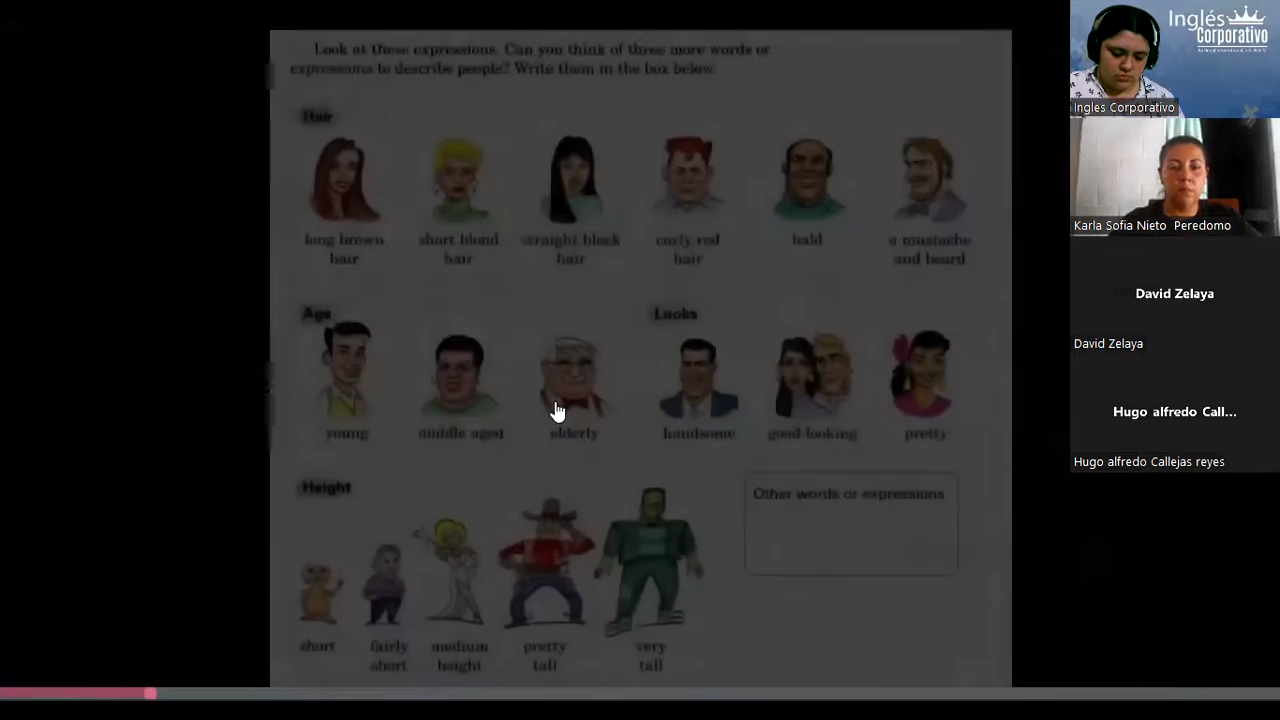 Look at these expressions. Can you think of three more words or
expressions to describe people? Write them in the box below.
Hair
long brown
hair
short blond
hair
straight black
hair
curly red
hair
bald
a mustache
and beard
Age
Looks
young
middle aged
elderly
handsome
good-looking
pretty
Height
Other words or expressions
short
fairly
short
medium
height
pretty
tall
very
tall
Inglés
Corporativo
Ingles Corporativo
Karla Sofia Nieto Peredomo
David Zelaya
David Zelaya
Hugo alfredo Call...
Hugo alfredo Callejas reyes